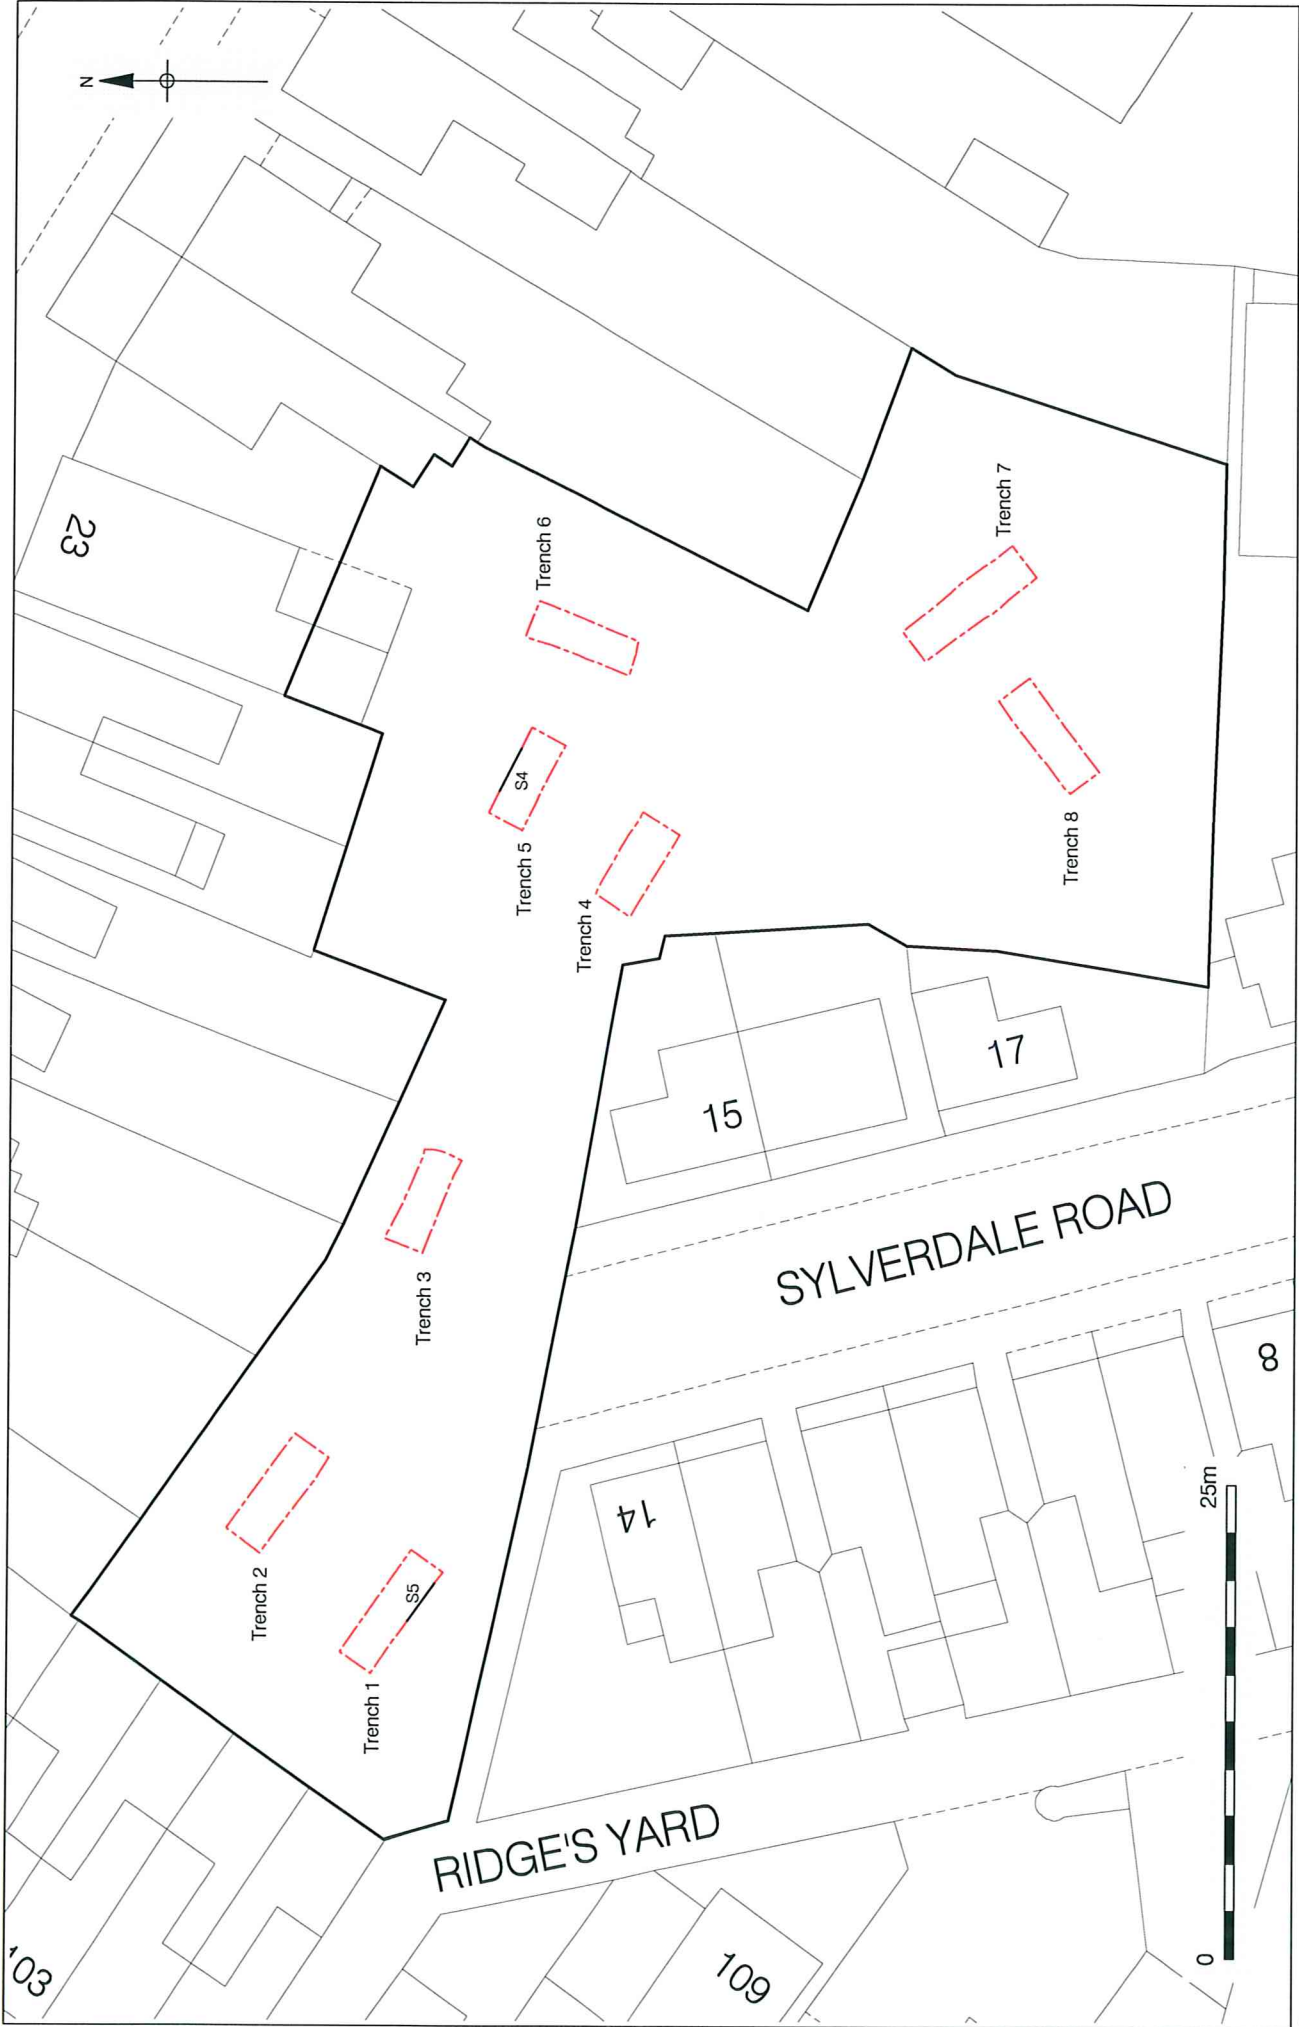 N
23
Trench 6
Trench 7
S4
Trench 5
Trench 4
Trench 8
17
15
Trench 3
SYLVERDALE ROAD
8
14
25m
Trench 2
S5
Trench 1
RIDGE'S YARD
103
109
0